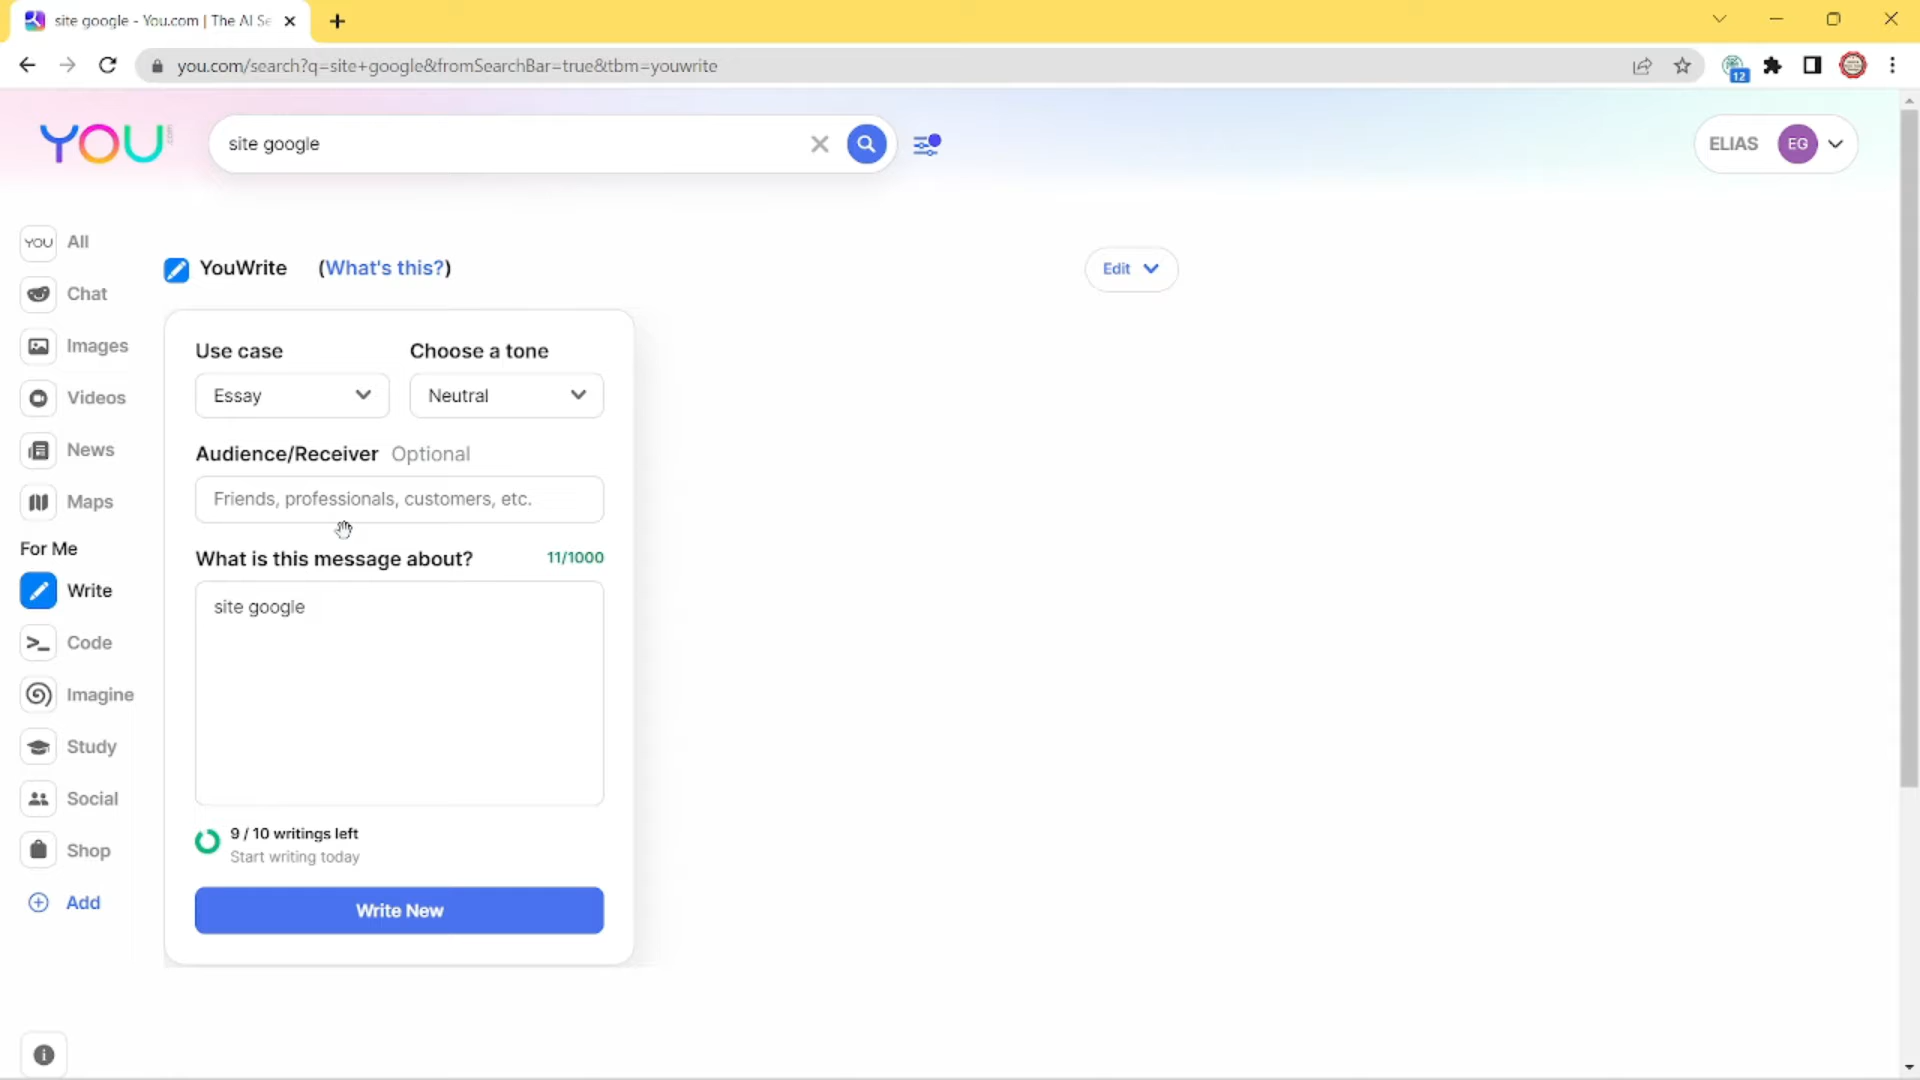 site google - You.com | The AI Se
you.com/search?q=site+google&fromSearchBar=true&tbm=youwrite
12
YOU.com
site google
ELIAS EG
YOU All
Chat
Images
Videos
News
Maps
For Me
Write
Code
Imagine
Study
Social
Shop
Add
YouWrite (What's this?)
Edit
Use case Choose a tone
Essay Neutral
Audience/Receiver Optional
Friends, professionals, customers, etc.
What is this message about? 11/1000
site google
9 / 10 writings left
Start writing today
Write New